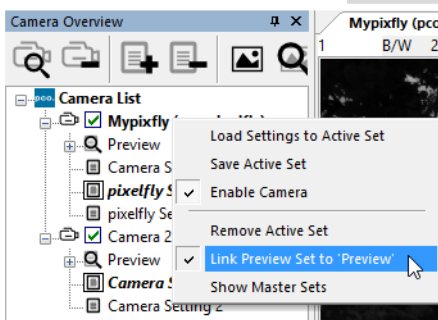 Camera Overview
Mypixfly (pco
1 B/W 2
pco.
Camera List
Mypixfly (
Preview
Camera S
pixelfly S
pixelfly Se
Camera 2
Preview
Camera S
Camera Setting 2
Load Settings to Active Set
Save Active Set
Enable Camera
Remove Active Set
Link Preview Set to 'Preview'
Show Master Sets